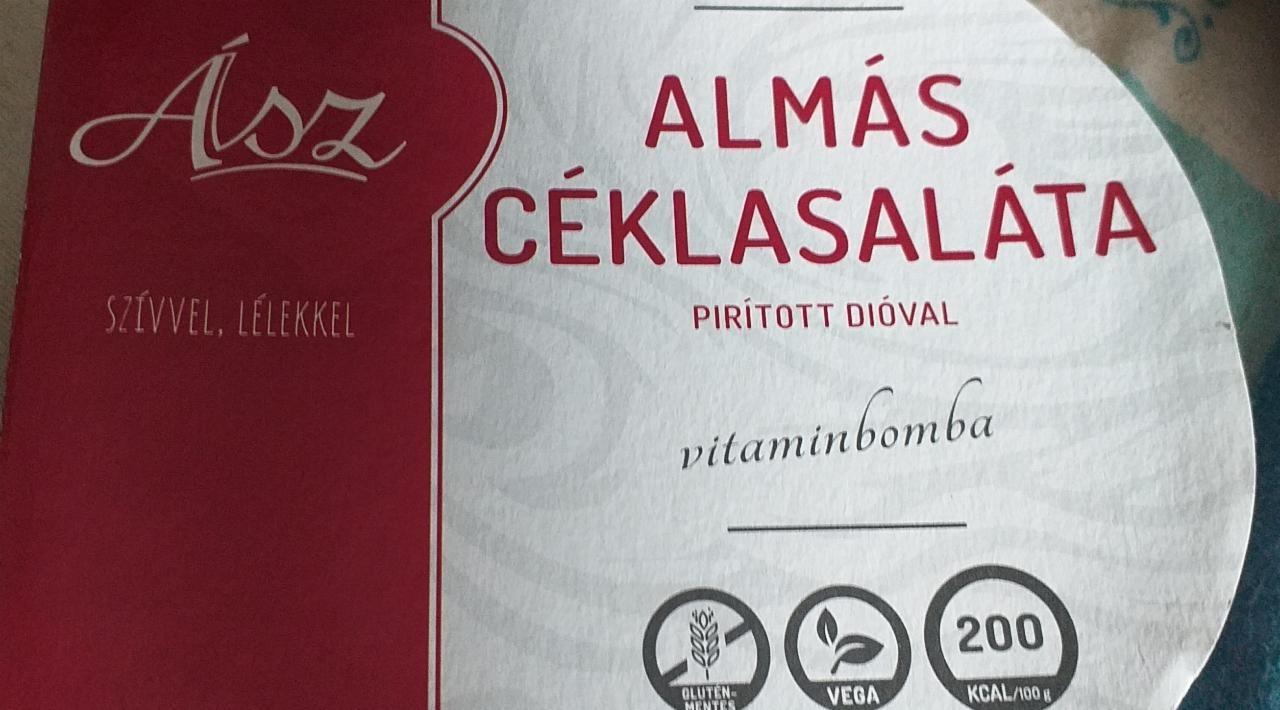 Ász
SZÍVVEL, LÉLEKKEL
ALMÁS
CÉKLASALÁTA
PIRÍTOTT DIÓVAL
vitaminbomba
GLUTÉN-
MENTES
VEGA
200
KCAL/100 g